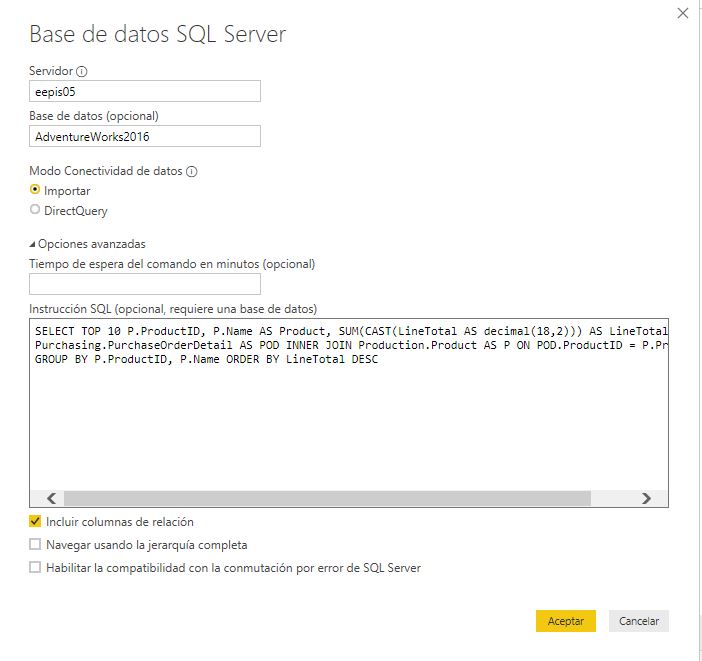 Base de datos SQL Server
Servidor
eepis05
Base de datos (opcional)
AdventureWorks2016
Modo Conectividad de datos
Importar
DirectQuery
Opciones avanzadas
Tiempo de espera del comando en minutos (opcional)
Instrucción SQL (opcional, requiere una base de datos)
SELECT TOP 10 P.ProductID, P.Name AS Product, SUM(CAST(LineTotal AS decimal(18,2))) AS LineTotal
Purchasing.PurchaseOrderDetail AS POD INNER JOIN Production.Product AS P ON POD.ProductID = P.Pr
GROUP BY P.ProductID, P.Name ORDER BY LineTotal DESC
Incluir columnas de relación
Navegar usando la jerarquía completa
Habilitar la compatibilidad con la conmutación por error de SQL Server
Aceptar Cancelar